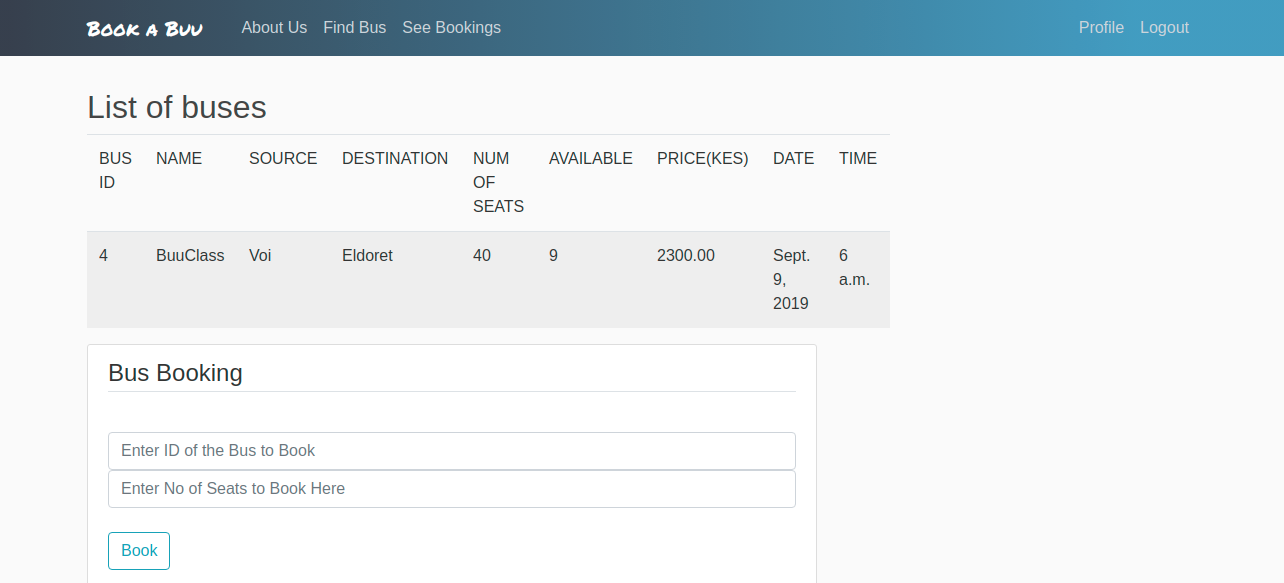 Book a Buu About Us Find Bus See Bookings Profile Logout
List of buses
BUS ID NAME SOURCE DESTINATION NUM OF SEATS AVAILABLE PRICE(KES) DATE TIME
4 BuuClass Voi Eldoret 40 9 2300.00 Sept. 9, 2019 6 a.m.
Bus Booking
Enter ID of the Bus to Book
Enter No of Seats to Book Here
Book